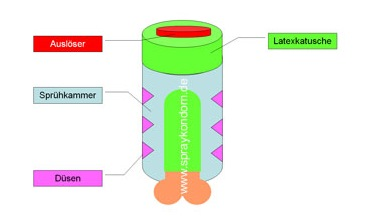 Auslöser
Latexkatusche
Sprühkammer
www.spraykondom.de
Düsen